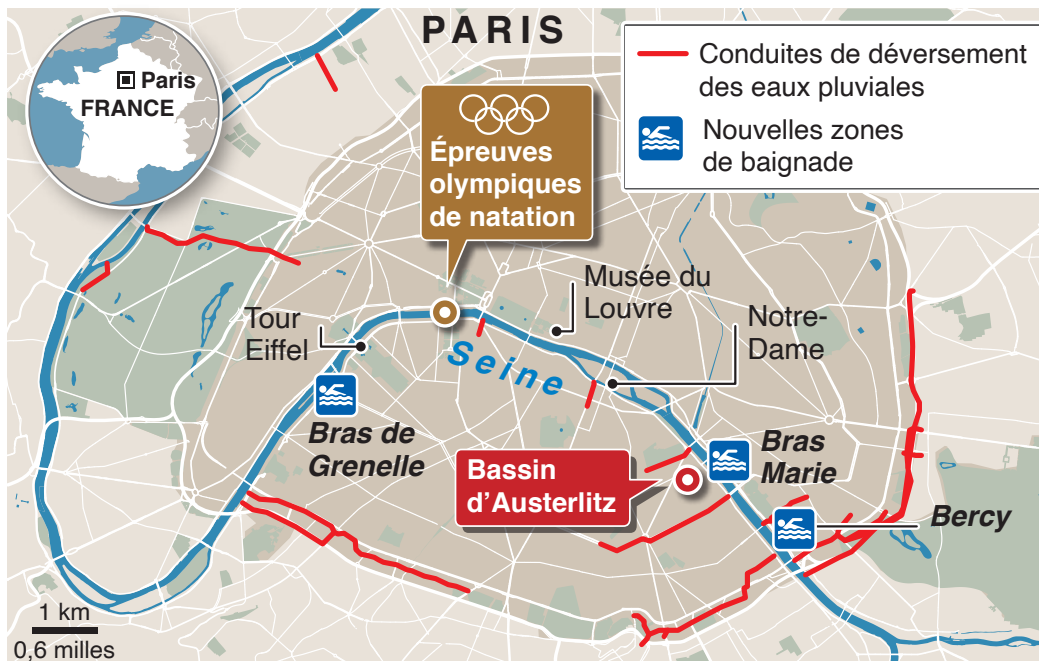 PARIS
Paris
FRANCE
Épreuves
olympiques
de natation
Conduites de déversement
des eaux pluviales
Nouvelles zones
de baignade
Musée du
Louvre
Notre-
Dame
Tour
Eiffel
Seine
Bras de
Grenelle
Bassin
d’Austerlitz
Bras
Marie
Bercy
1 km
0,6 milles